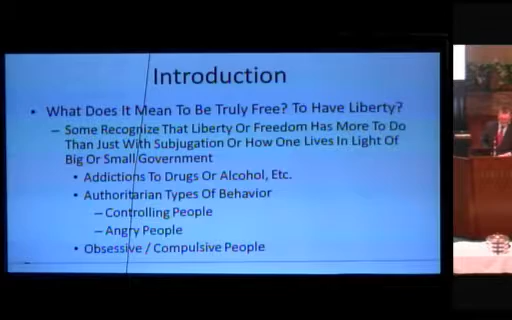 Introduction
• What Does It Mean To Be Truly Free? To Have Liberty?
– Some Recognize That Liberty Or Freedom Has More To Do
Than Just With Subjugation Or How One Lives In Light Of
Big Or Small Government
• Addictions To Drugs Or Alcohol, Etc.
• Authoritarian Types Of Behavior
– Controlling People
– Angry People
• Obsessive / Compulsive People